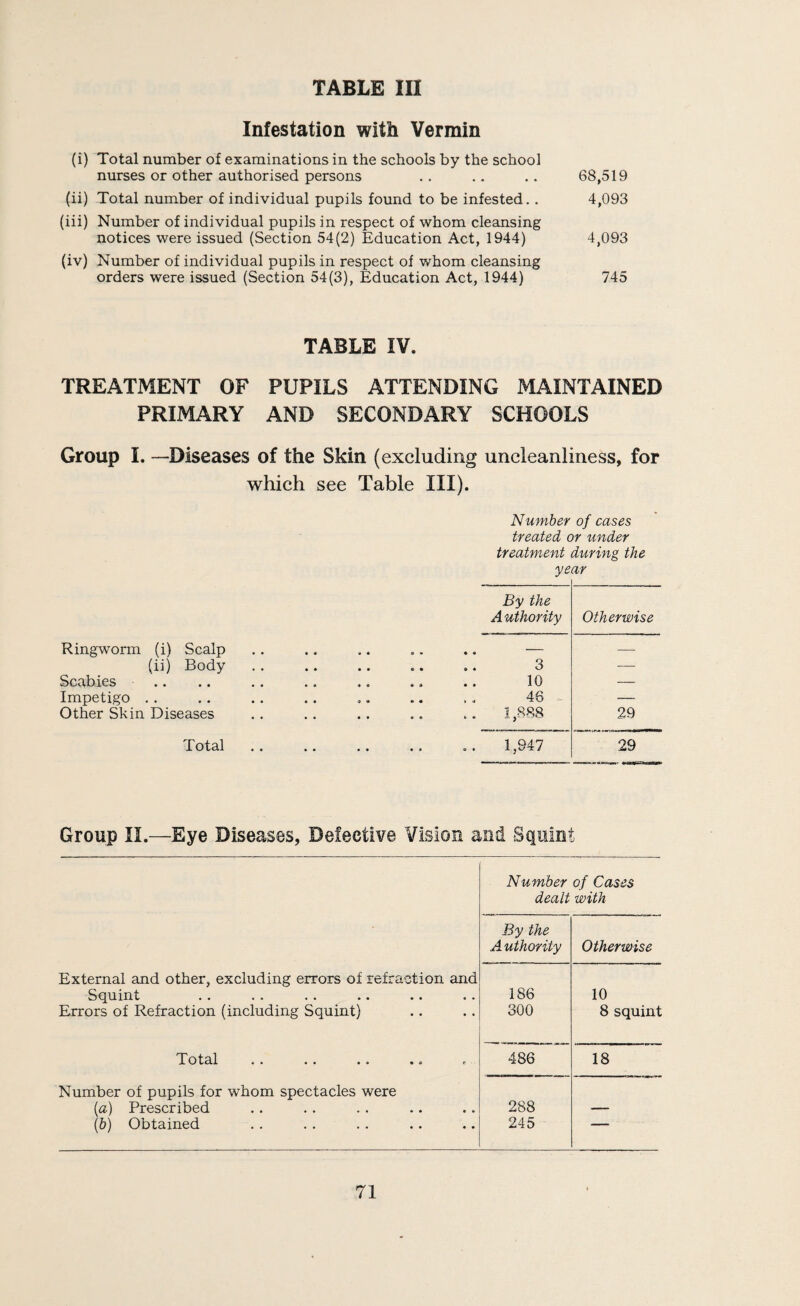 TABLE III
Infestation with Vermin
(i) Total number of examinations in the schools by the school
nurses or other authorised persons .. .. .. 68,519
(ii) Total number of individual pupils found to be infested. . 4,093
(iii) Number of individual pupils in respect of whom cleansing
notices were issued (Section 54(2) Education Act, 1944) 4,093
(iv) Number of individual pupils in respect of whom cleansing
orders were issued (Section 54(3), Education Act, 1944) 745
TABLE IV.
TREATMENT OF PUPILS ATTENDING MAINTAINED
PRIMARY AND SECONDARY SCHOOLS
Group I. —Diseases of the Skin (excluding uncleanliness, for
which see Table III).
Number of cases
treated or under
treatment during the
year
By the
Authority Otherwise
Ringworm (i) Scalp .. .. .. .. .. — —
(ii) Body .. .. .. .. .. 3 —
Scabies .. .. .. .. .. .. .. 10 —
Impetigo .. .. .. .. .. .. .. 46 —
Other Skin Diseases .. .. .. .. .. 1,888 29
Total .. .. .. .. .. 1,947 29
Group II.—Eye Diseases, Defective Vision and Squint
Number of Cases
dealt with
By the
Authority Otherwise
External and other, excluding errors of refraction and
Squint .. .. .. .. .. .. 186 10
Errors of Refraction (including Squint) .. .. 300 8 squint
Total .. .. .. .. . 486 18
Number of pupils for whom spectacles were
(a) Prescribed .. .. .. .. .. 288 —
(b) Obtained .. .. .. .. .. 245 —
71